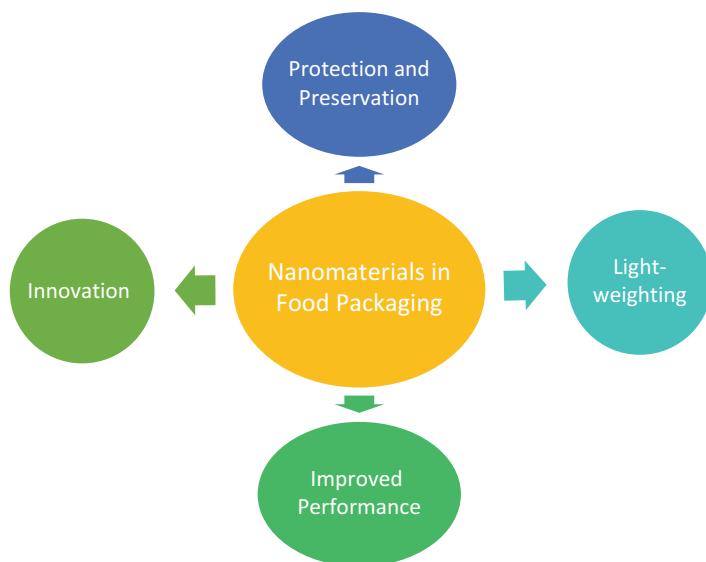 Protection and
Preservation
Innovation
Nanomaterials in
Food Packaging
Light-
weighting
Improved
Performance